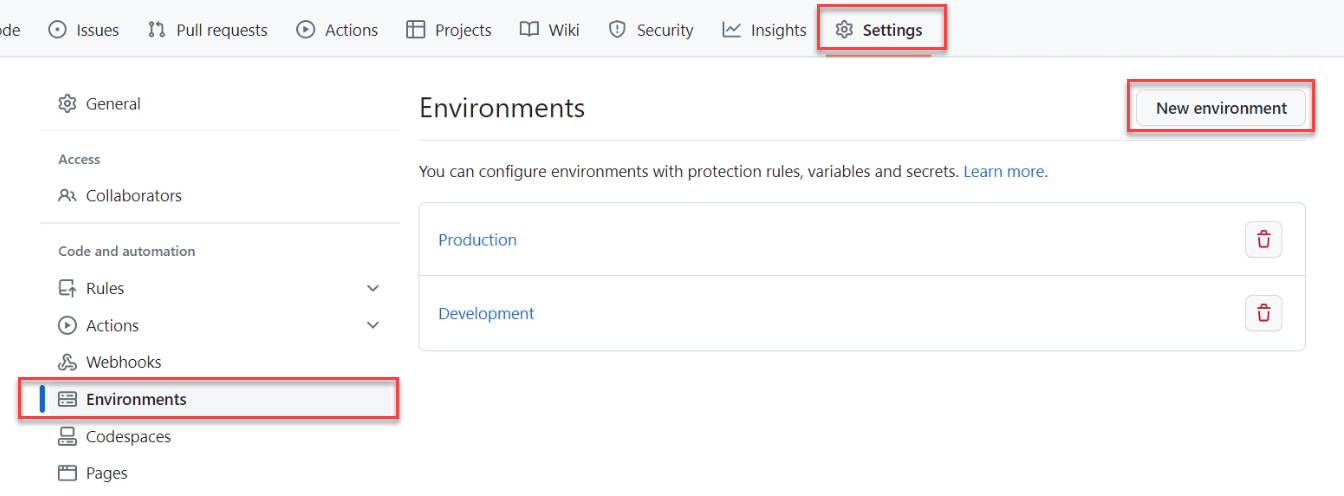 ode Issues Pull requests Actions Projects Wiki Security Insights Settings
General
Access
Collaborators
Code and automation
Rules
Actions
Webhooks
Environments
Codespaces
Pages
Environments
New environment
You can configure environments with protection rules, variables and secrets. Learn more.
Production
Development